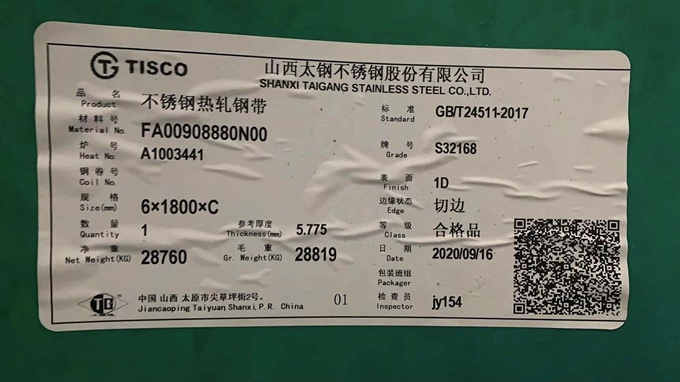 TISCO
山西太钢不锈钢股份有限公司
SHANXI TAIGANG STAINLESS STEEL CO.,LTD.
品 名 不锈钢热轧钢带 标 准 GB/T24511-2017
Product Standard
材 料 号 FA00908880N00
Material No.
炉 号 A1003441 牌 号 S32168
Heat No. Grade
钢 卷 号 表 面 1D
Coil No. Finish
规 格 6×1800×C 边缘状态 切边
Size(mm) Edge
数 量 1 参考厚度 5.775 等 级 合格品
Quantity Thickness(mm) Class
净 重 28760 毛 重 28819 日 期 2020/09/16
Net Weight(KG) Gr. Weight(KG) Date
包装班组
Packager
中国 山西 太原市尖草坪街2号。 01 检 查 员 jy154
Jiancaoping Taiyuan Shanxi, P.R. China Inspector